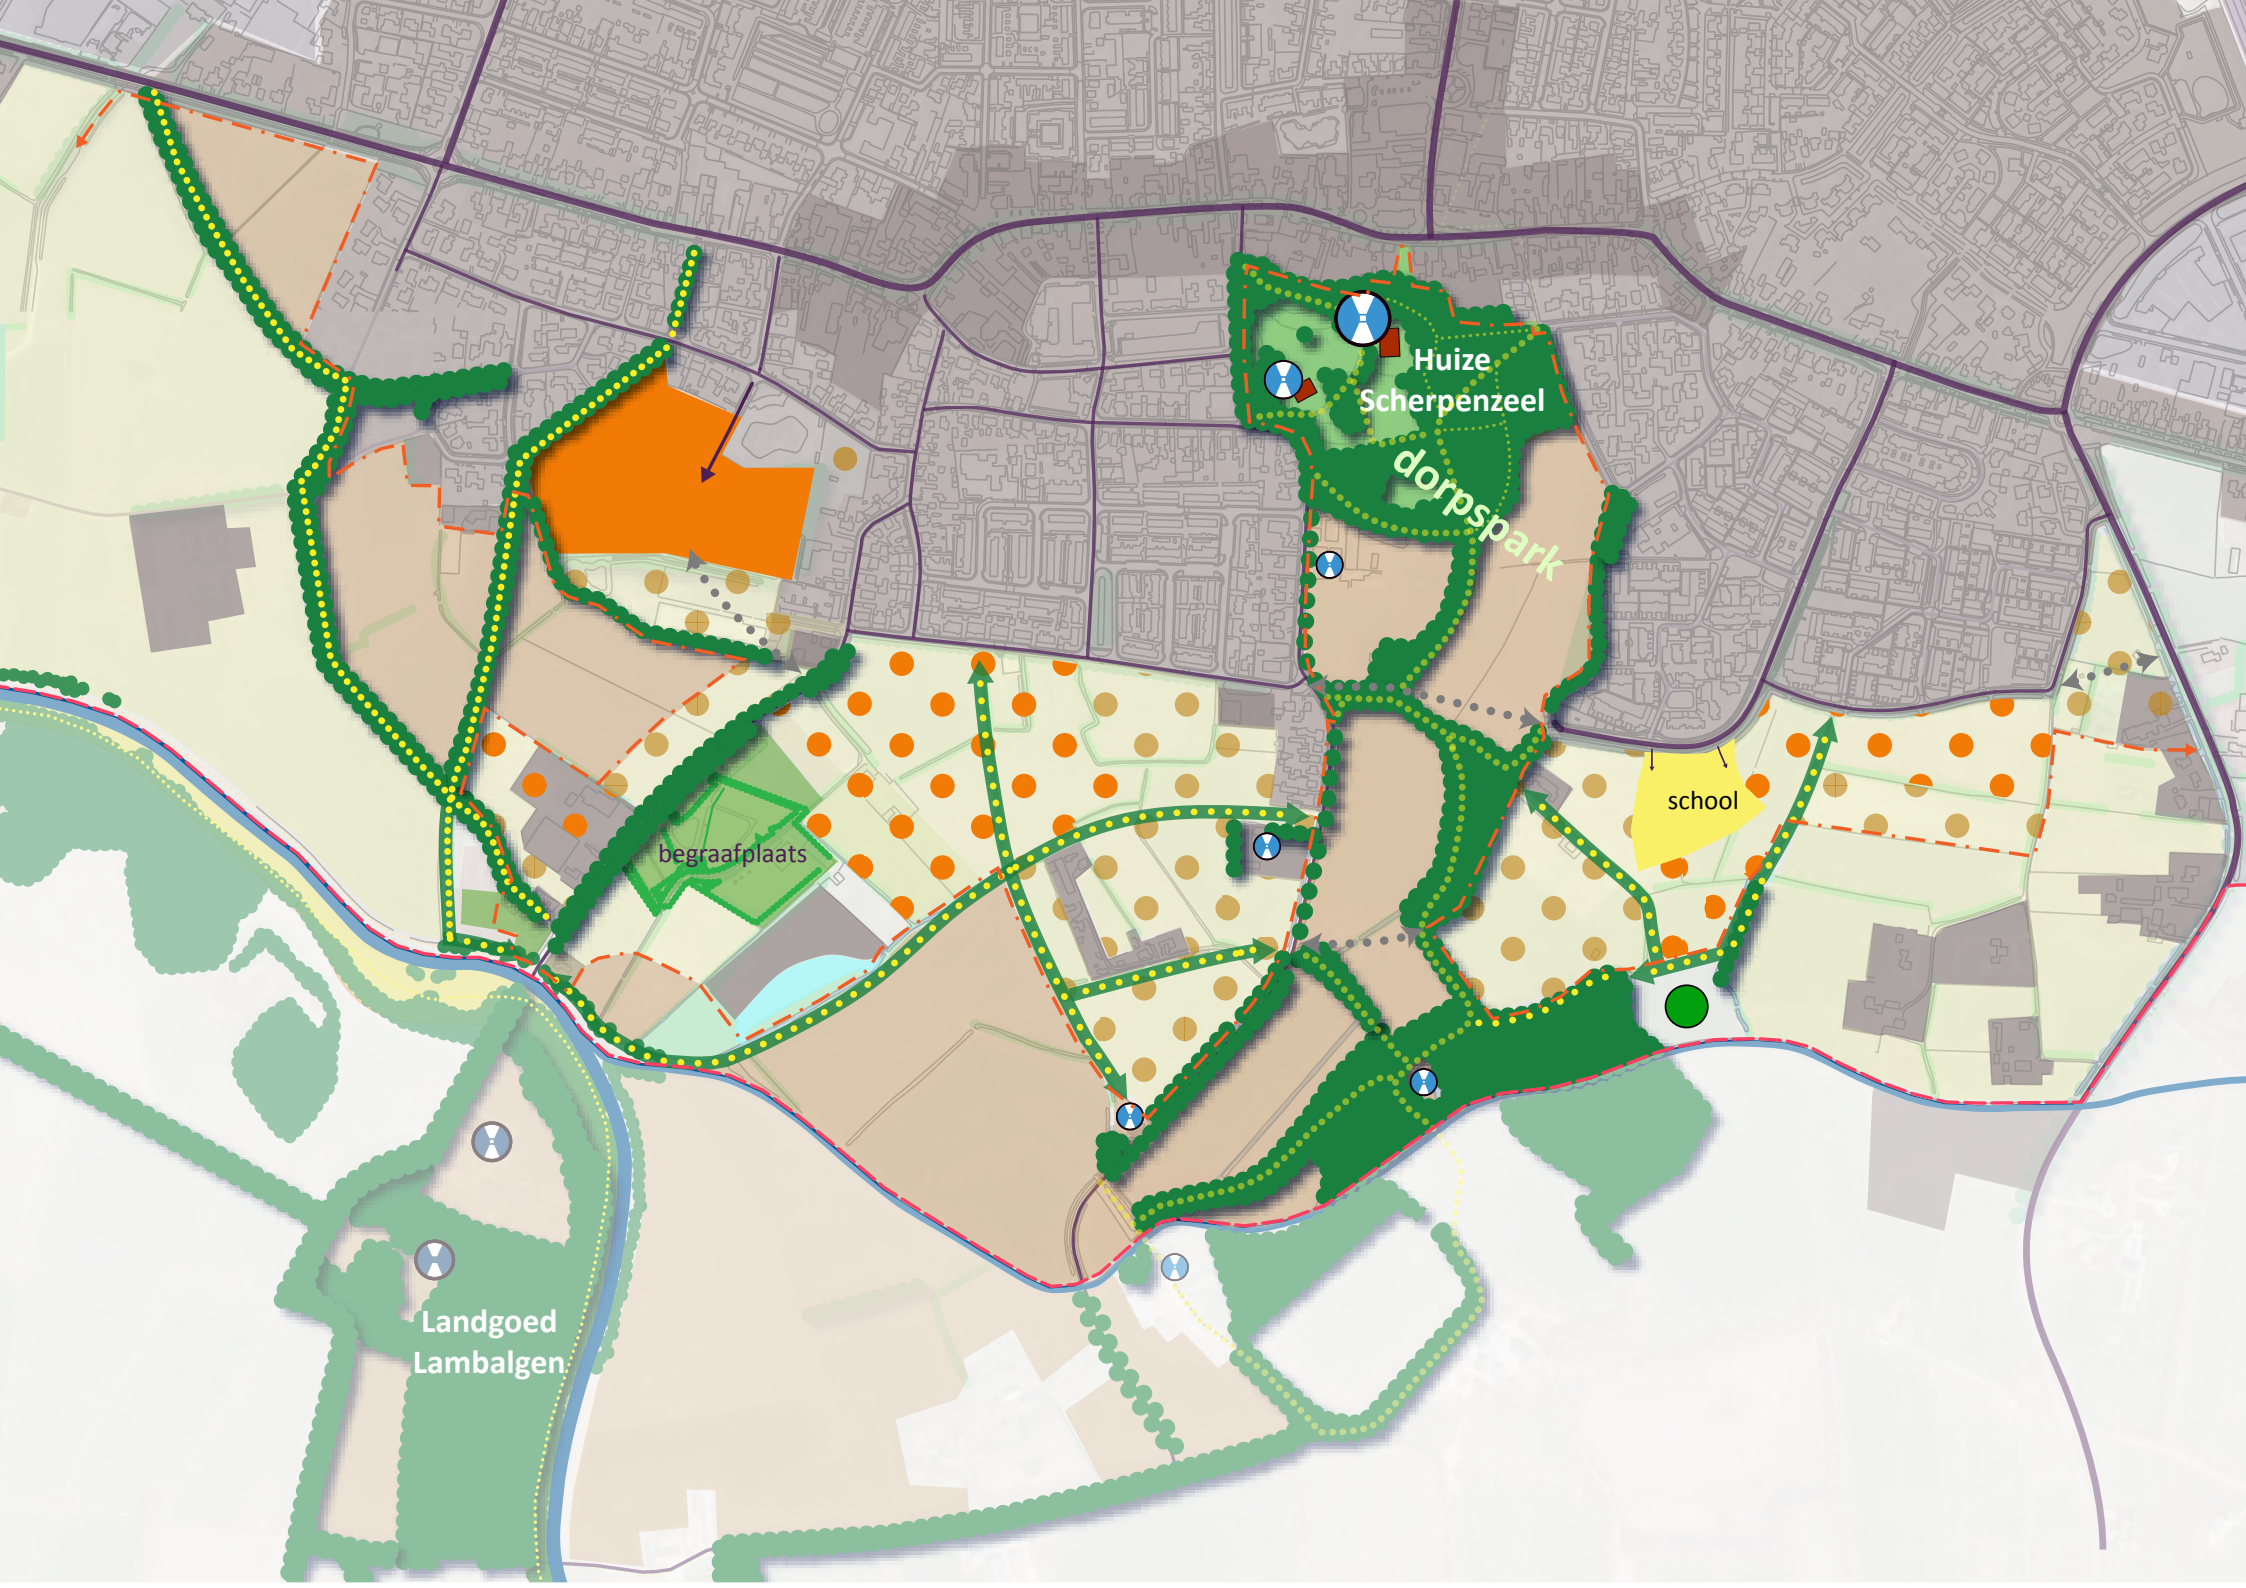 Huize
Scherpenzeel
dorpspark
school
begraafplaats
Landgoed
Lambalgen